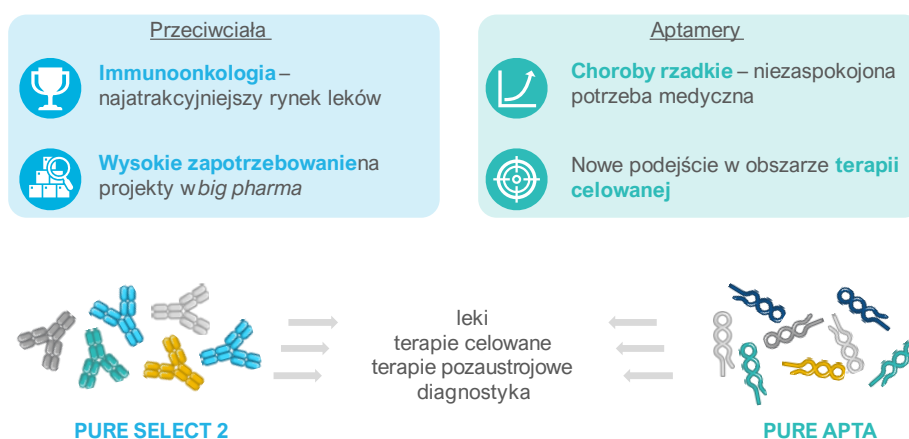 Przeciwciała
Immunoonkologia –
najatrakcyjniejszy rynek leków
Wysokie zapotrzebowaniena
projekty w big pharma
Aptamery
Choroby rzadkie – niezaspokojona
potrzeba medyczna
Nowe podejście w obszarze terapii
celowanej
leki
terapie celowane
terapie pozaustrojowe
diagnostyka
PURE SELECT 2
PURE APTA